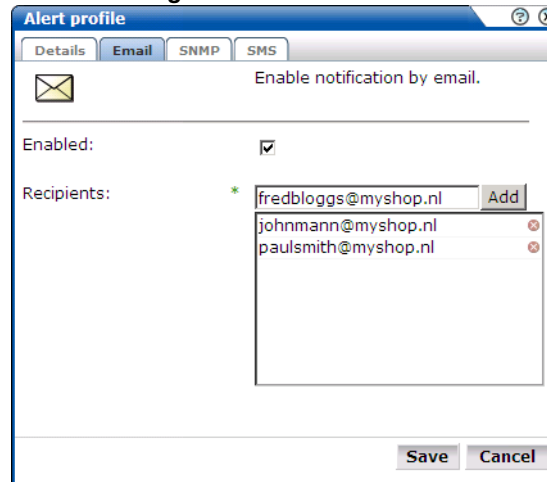 Alert profile
Details Email SNMP SMS
Enable notification by email.
Enabled:
Recipients: * fredbloggs@myshop.nl Add
johnmann@myshop.nl
paulsmith@myshop.nl
Save Cancel